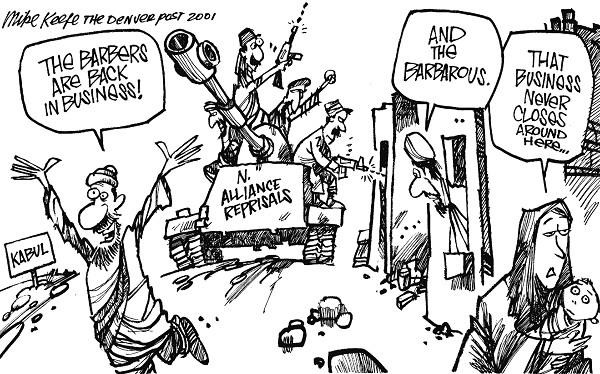 Mike Keefe THE DENVER POST 2001
THE BARBERS
ARE BACK
IN BUSINESS!
AND
THE
BARBAROUS.
THAT
BUSINESS
NEVER
CLOSES
AROUND
HERE...
N.
ALLIANCE
REPRISALS
KABUL